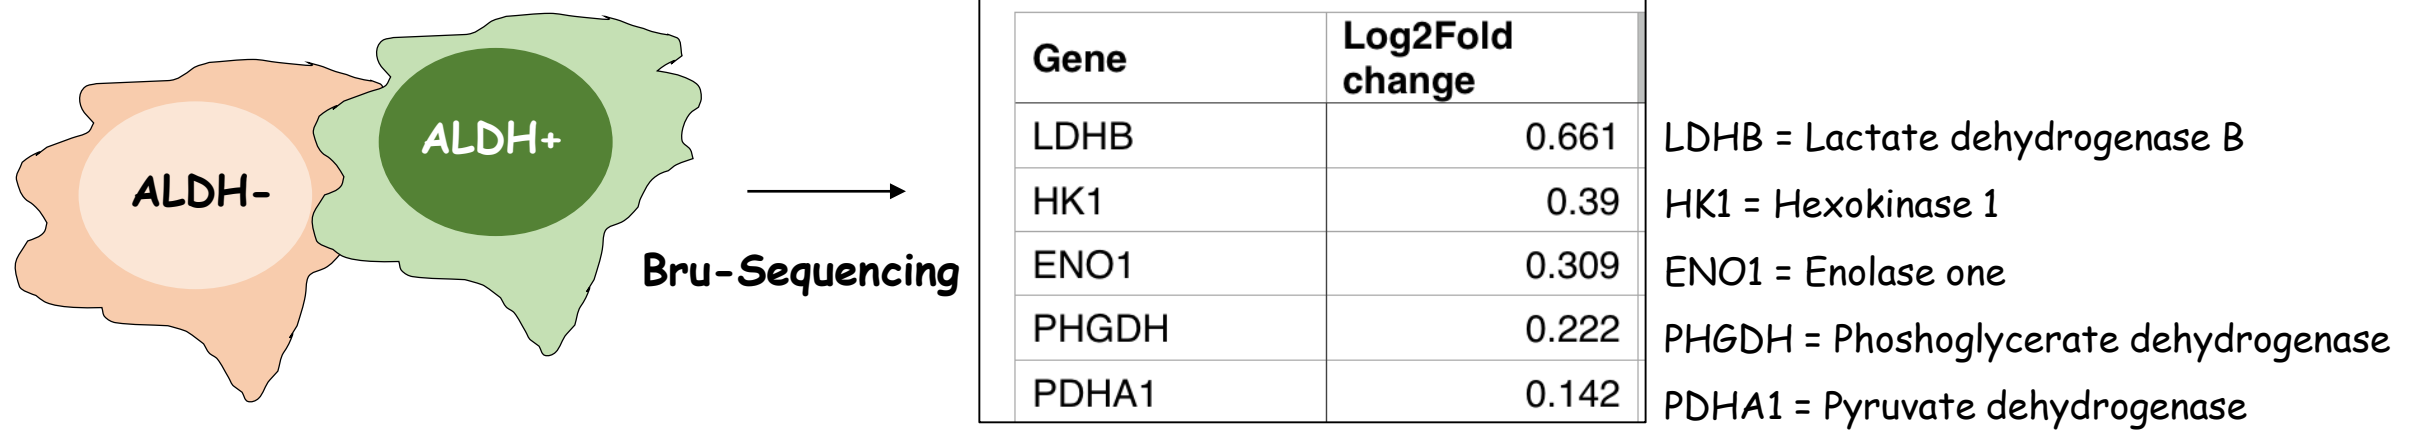 ALDH-
ALDH+
Bru-Sequencing
Gene Log2Fold change
LDHB 0.661
HK1 0.39
ENO1 0.309
PHGDH 0.222
PDHA1 0.142
LDHB = Lactate dehydrogenase B
HK1 = Hexokinase 1
ENO1 = Enolase one
PHGDH = Phoshoglycerate dehydrogenase
PDHA1 = Pyruvate dehydrogenase